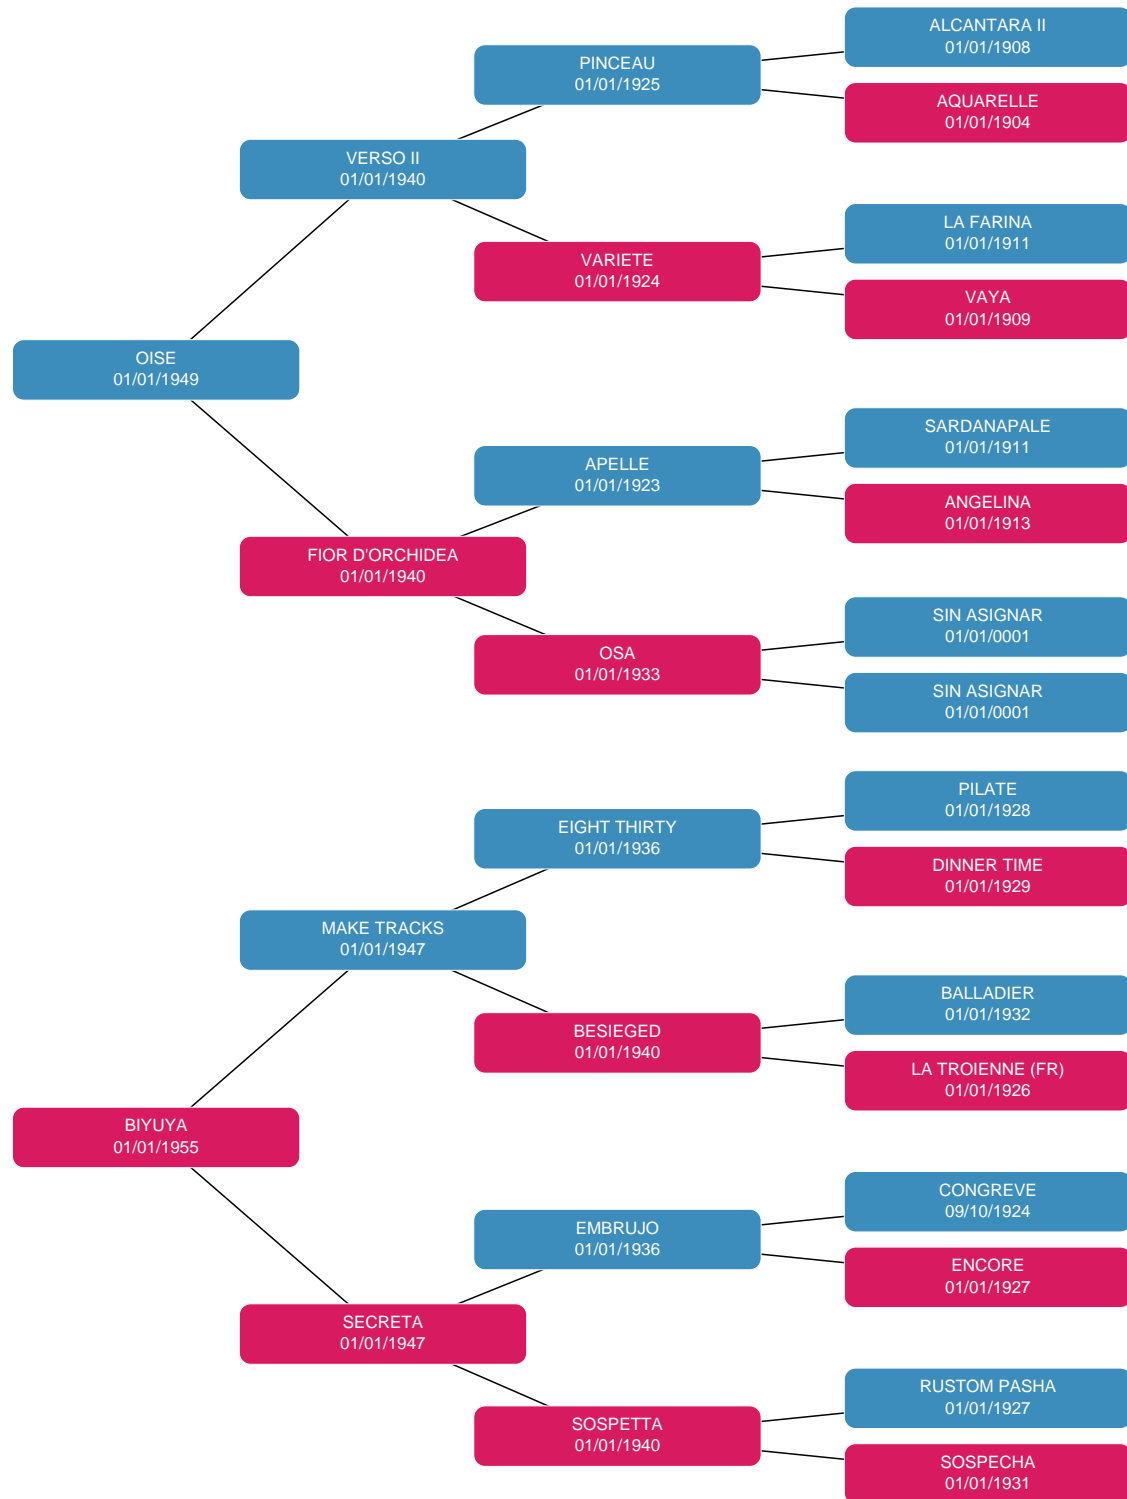 ALCANTARA II
01/01/1908
PINCEAU
01/01/1925
AQUARELLE
01/01/1904
VERSO II
01/01/1940
LA FARINA
01/01/1911
VARIETE
01/01/1924
VAYA
01/01/1909
OISE
01/01/1949
SARDANAPALE
01/01/1911
APELLE
01/01/1923
ANGELINA
01/01/1913
FIOR D'ORCHIDEA
01/01/1940
SIN ASIGNAR
01/01/0001
OSA
01/01/1933
SIN ASIGNAR
01/01/0001
PILATE
01/01/1928
EIGHT THIRTY
01/01/1936
DINNER TIME
01/01/1929
MAKE TRACKS
01/01/1947
BALLADIER
01/01/1932
BESIEGED
01/01/1940
LA TROIENNE (FR)
01/01/1926
BIYUYA
01/01/1955
CONGREVE
09/10/1924
EMBRUJO
01/01/1936
ENCORE
01/01/1927
SECRETA
01/01/1947
RUSTOM PASHA
01/01/1927
SOSPETTA
01/01/1940
SOSPECHA
01/01/1931